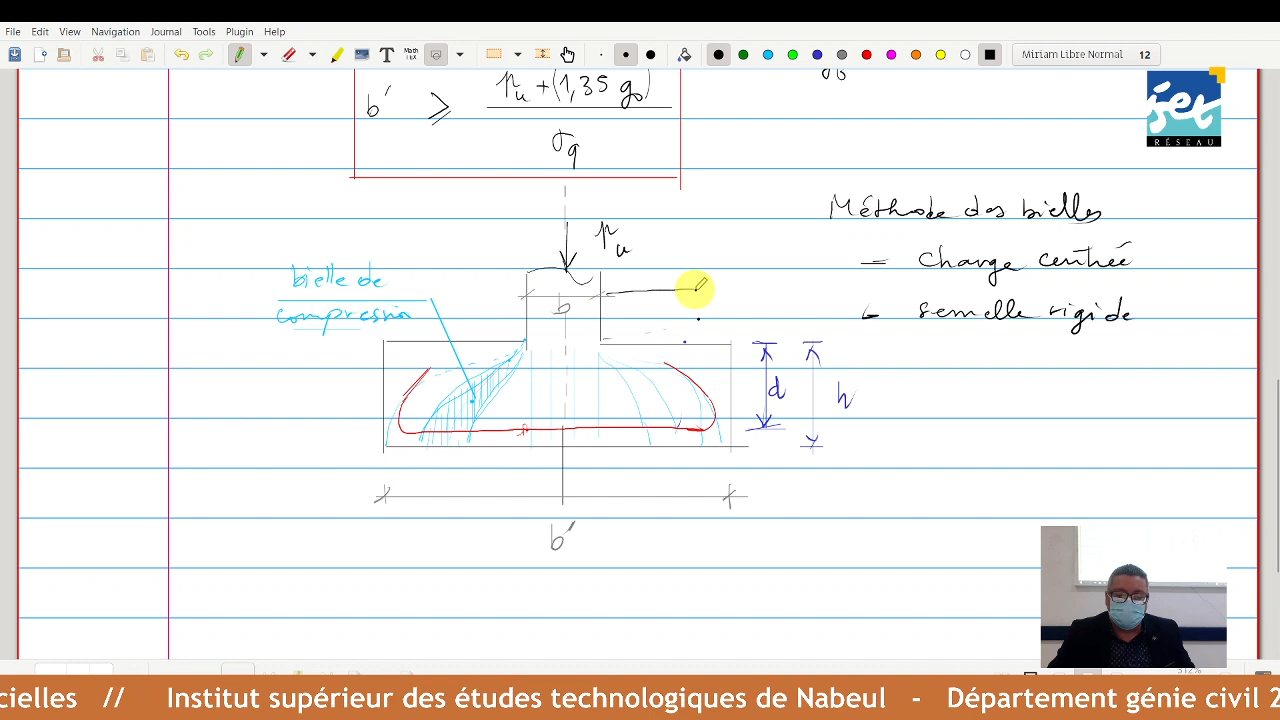 File Edit View Navigation Journal Tools Plugin Help
Miriam Libre Normal 12
b' ⩾ (pu + (1,35 g0)) / σq
iset
RÉSEAU
Méthode des bielles
- charge centrée
pu
bielle de
compression
b
- semelle rigide
d
h
b'
cielles // Institut supérieur des études technologiques de Nabeul - Département génie civil 2